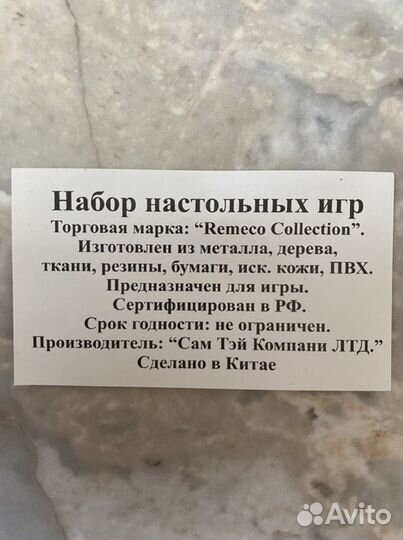 Набор настольных игр
Торговая марка: “Remeco Collection”.
Изготовлен из металла, дерева,
ткани, резины, бумаги, иск. кожи, ПВХ.
Предназначен для игры.
Сертифицирован в РФ.
Срок годности: не ограничен.
Производитель: “Сам Тэй Компани ЛТД.”
Сделано в Китае
Avito